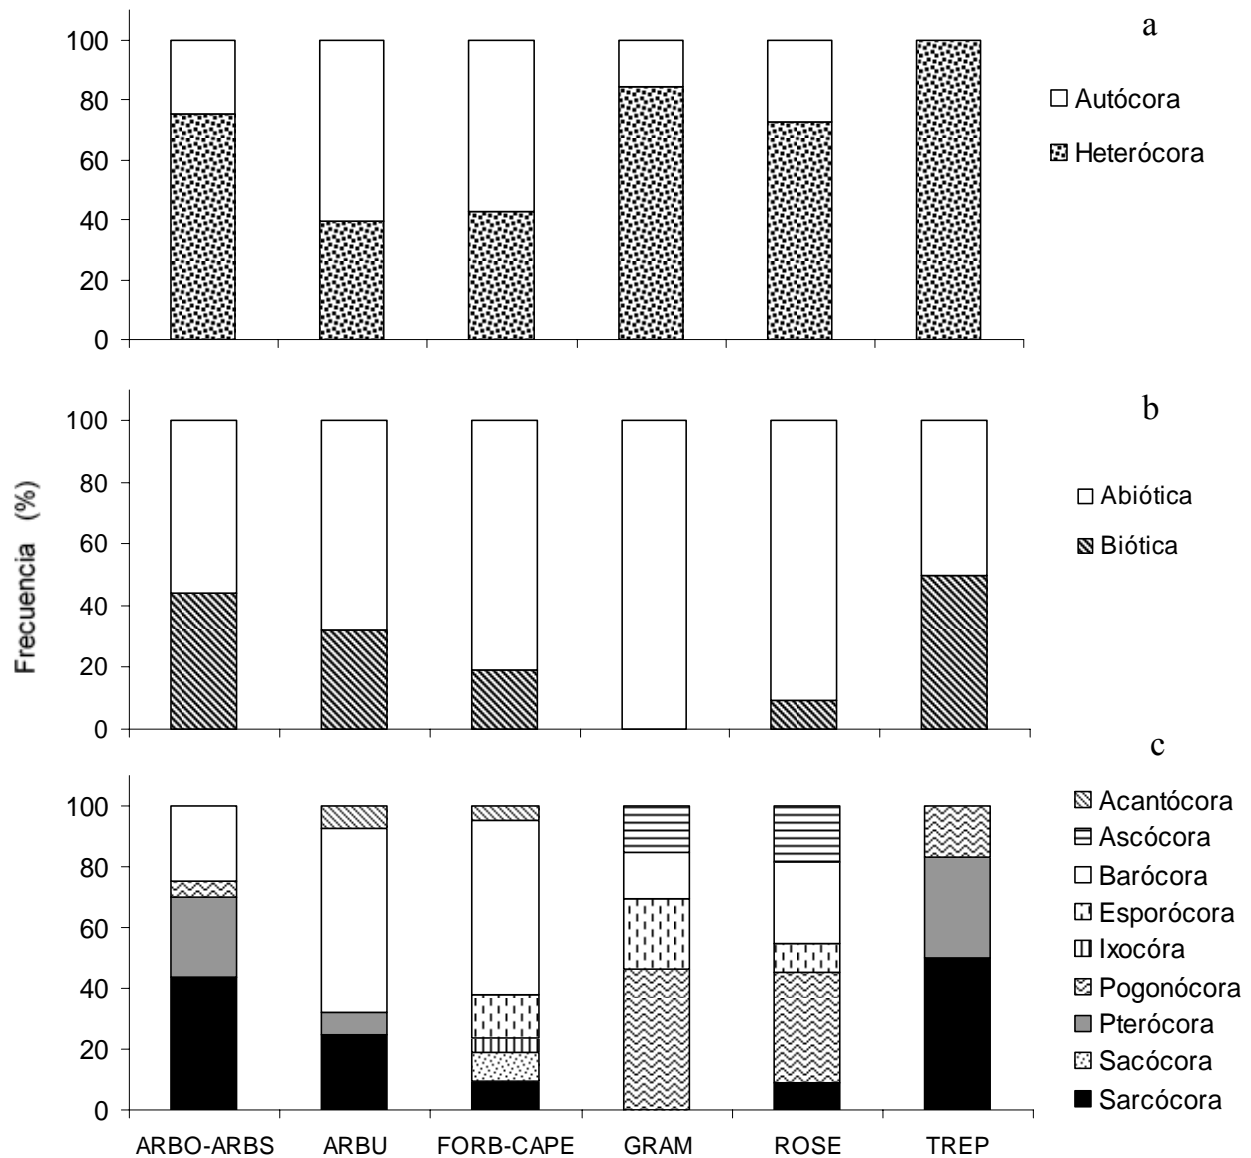 a
100
80
60
40
20
0
Autócora
Heterócora
b
100
80
60
40
20
0
Abiótica
Biótica
Frecuencia (%)
c
100
80
60
40
20
0
Acantócora
Ascócora
Barócora
Esporócora
Ixocóra
Pogonócora
Pterócora
Sacócora
Sarcócora
ARBO-ARBS ARBU FORB-CAPE GRAM ROSE TREP